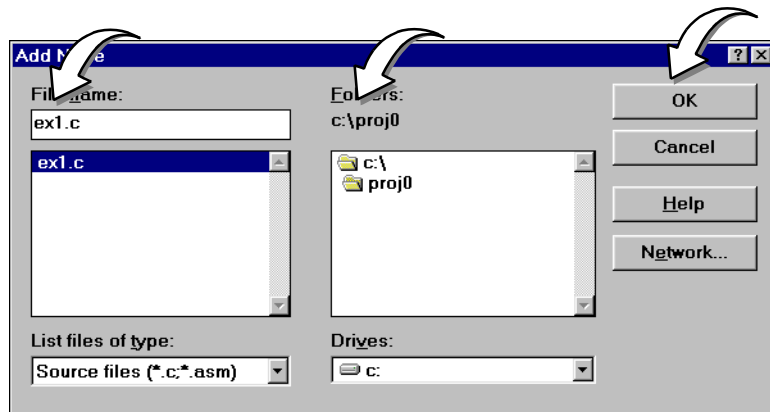 Add
File name:
ex1.c
ex1.c
List files of type:
Source files (*.c;*.asm)
Folders:
c:\proj0
c:\
proj0
Drives:
c:
OK
Cancel
Help
Network...